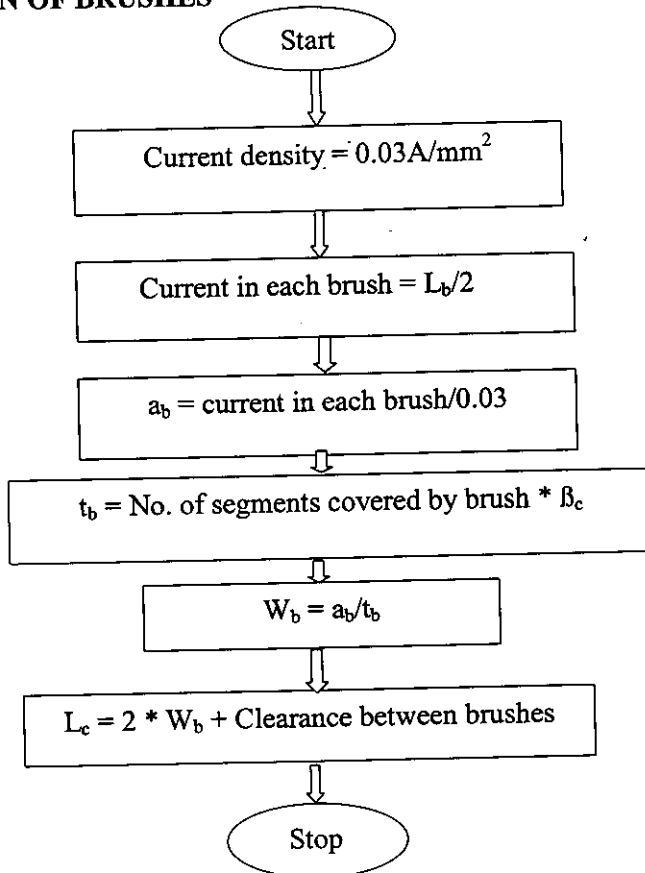 N OF BRUSHES
Start
Current density = 0.03A/mm²
Current in each brush = L_b/2
a_b = current in each brush/0.03
t_b = No. of segments covered by brush * ß_c
W_b = a_b/t_b
L_c = 2 * W_b + Clearance between brushes
Stop